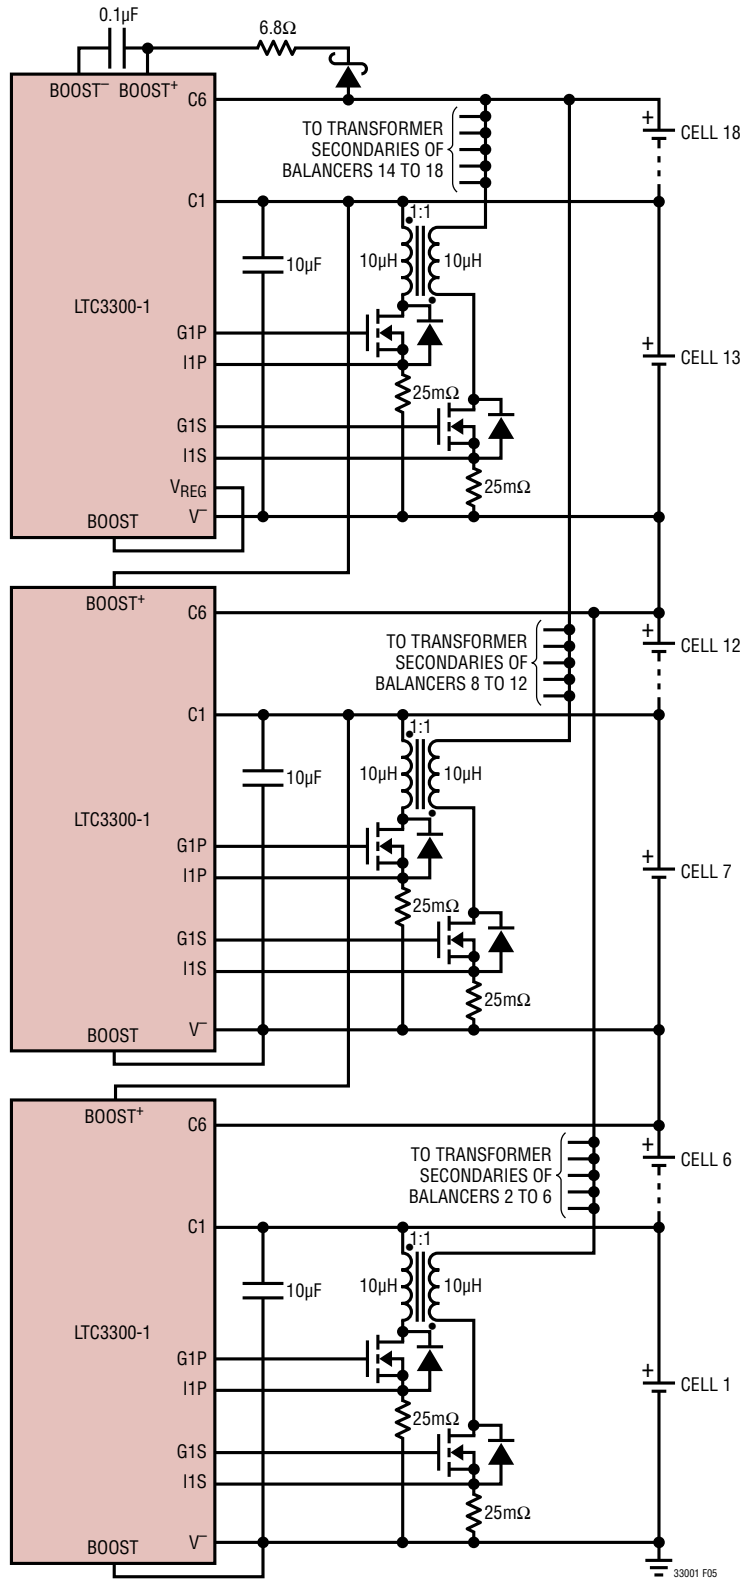 0.1µF
6.8Ω
BOOST– BOOST+
C6
TO TRANSFORMER
SECONDARIES OF
BALANCERS 14 TO 18
+
CELL 18
C1
1:1
10µF
10µH
10µH
LTC3300-1
G1P
I1P
+
CELL 13
25mΩ
G1S
I1S
25mΩ
VREG
BOOST
V–
BOOST+
C6
TO TRANSFORMER
SECONDARIES OF
BALANCERS 8 TO 12
+
CELL 12
C1
1:1
10µF
10µH
10µH
LTC3300-1
G1P
I1P
+
CELL 7
25mΩ
G1S
I1S
25mΩ
BOOST
V–
BOOST+
C6
TO TRANSFORMER
SECONDARIES OF
BALANCERS 2 TO 6
+
CELL 6
C1
1:1
10µF
10µH
10µH
LTC3300-1
G1P
I1P
+
CELL 1
25mΩ
G1S
I1S
25mΩ
BOOST
V–
33001 F05